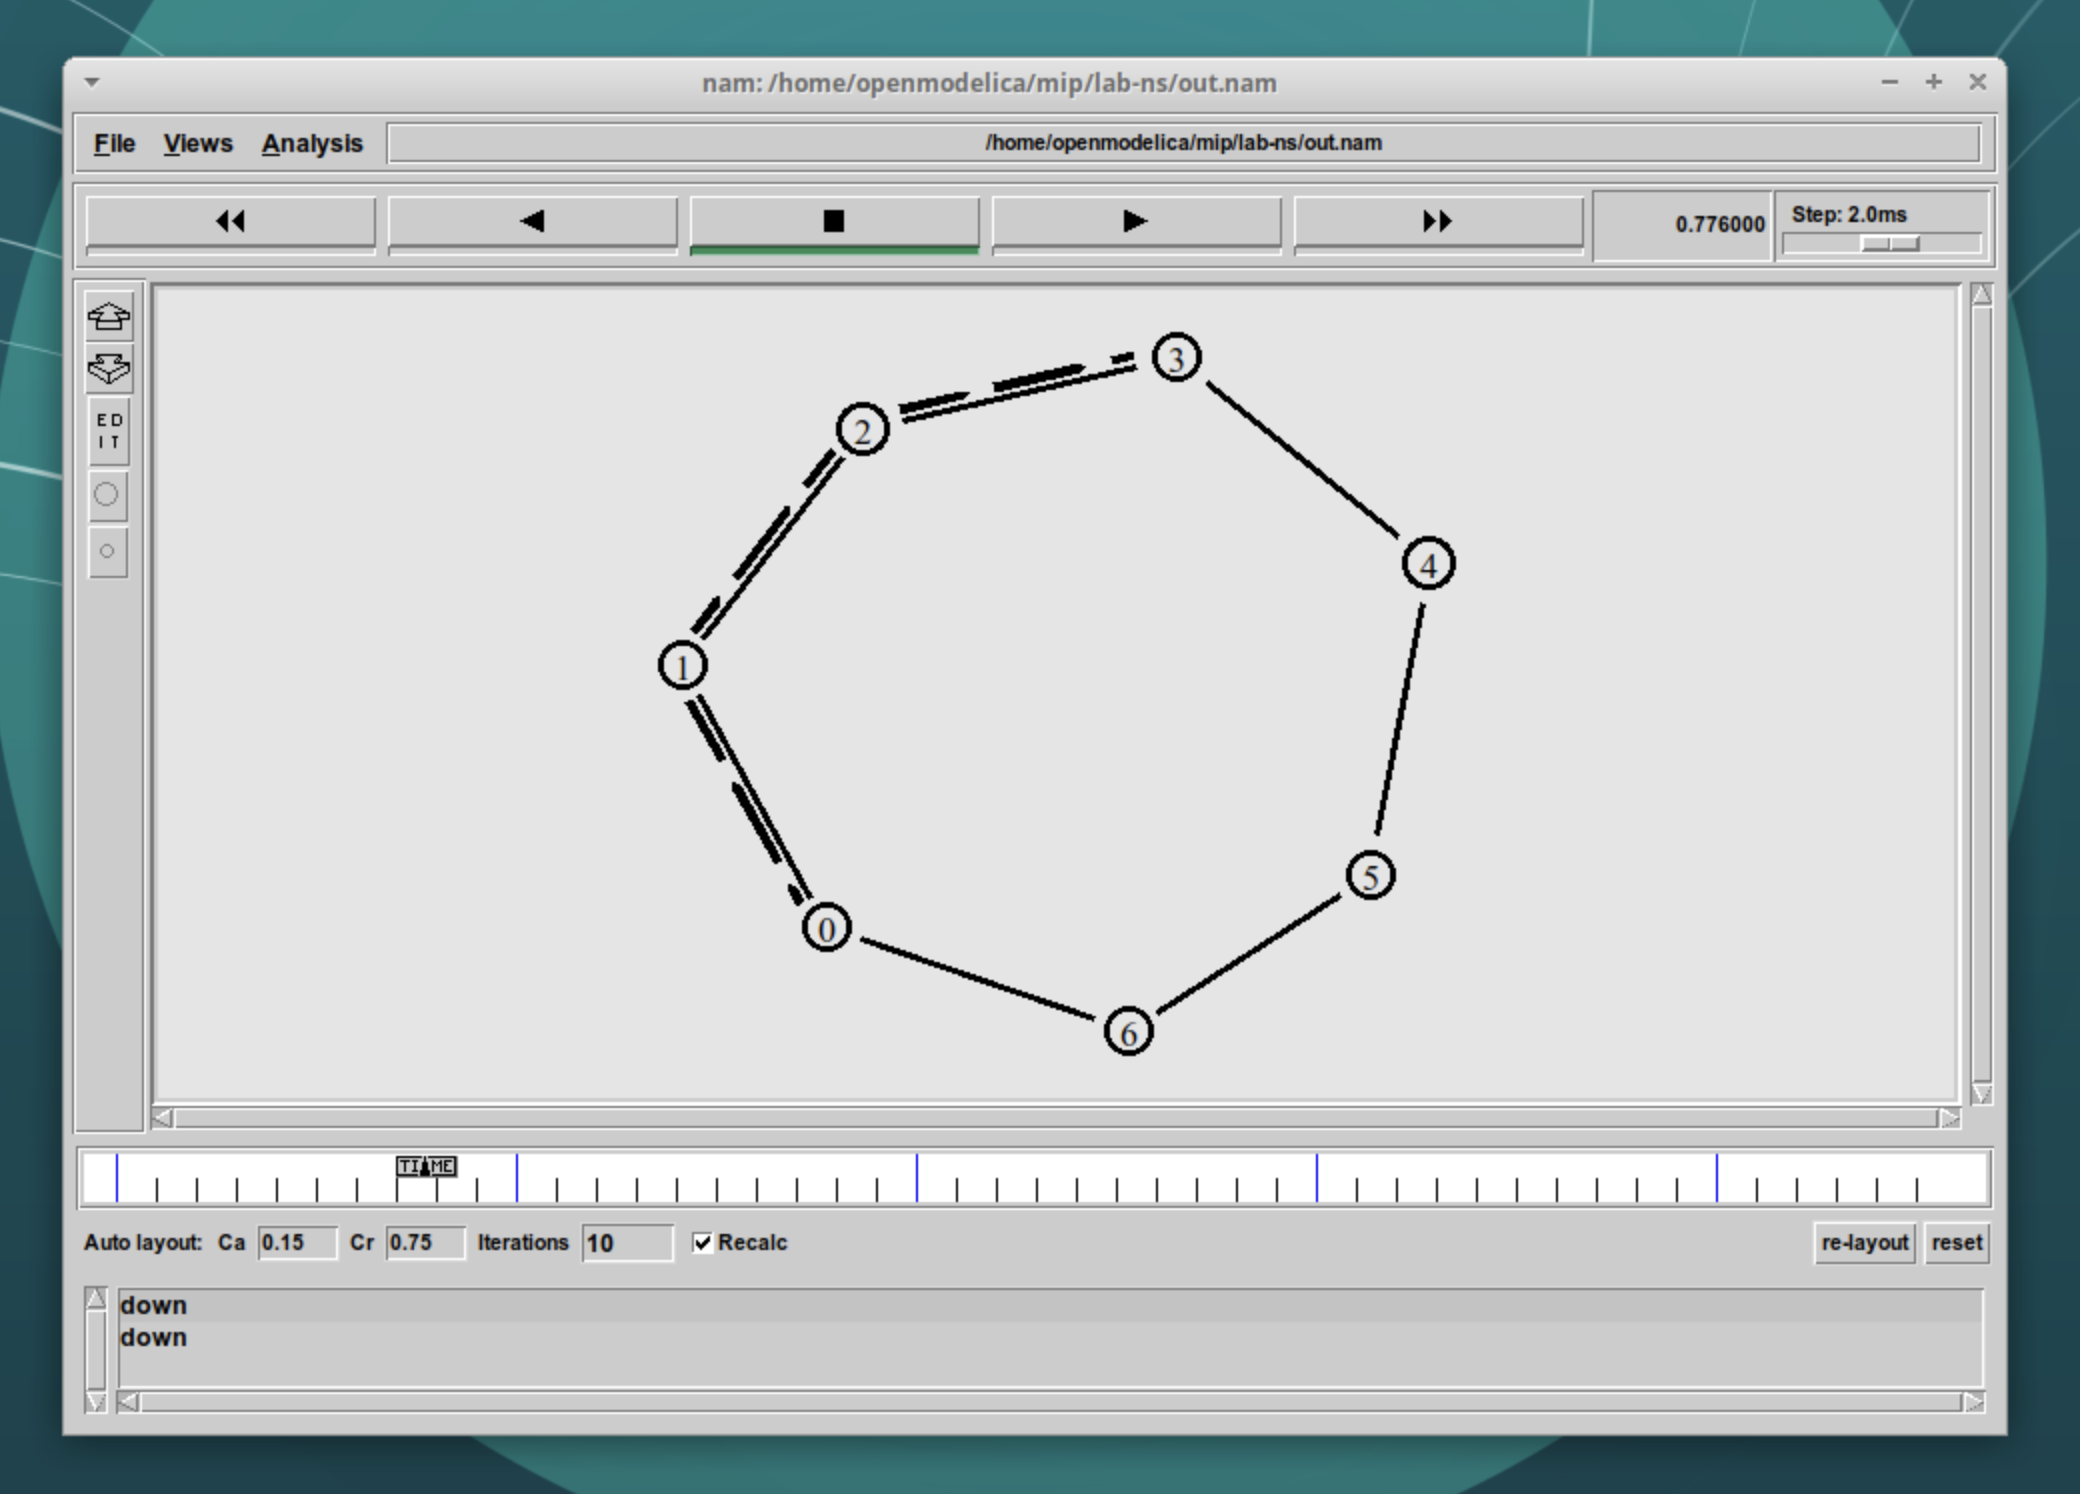 nam: /home/openmodelica/mip/lab-ns/out.nam
File Views Analysis /home/openmodelica/mip/lab-ns/out.nam
0.776000 Step: 2.0ms
E D
I T
3
2
4
1
5
0
6
TIME
Auto layout: Ca 0.15 Cr 0.75 Iterations 10 Recalc re-layout reset
down
down